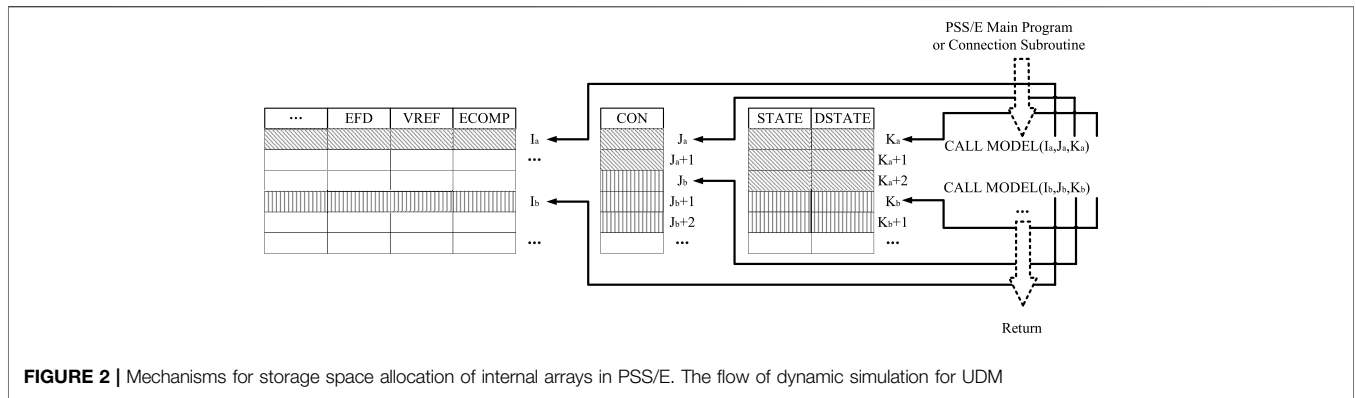 PSS/E Main Program
or Connection Subroutine
... EFD VREF ECOMP
CON
STATE DSTATE
Ia
...
Ib
...
Ja
Ja+1
Jb
Jb+1
Jb+2
...
Ka
Ka+1
Ka+2
Kb
Kb+1
...
CALL MODEL(Ia,Ja,Ka)
CALL MODEL(Ib,Jb,Kb)
...
Return
FIGURE 2 | Mechanisms for storage space allocation of internal arrays in PSS/E. The flow of dynamic simulation for UDM